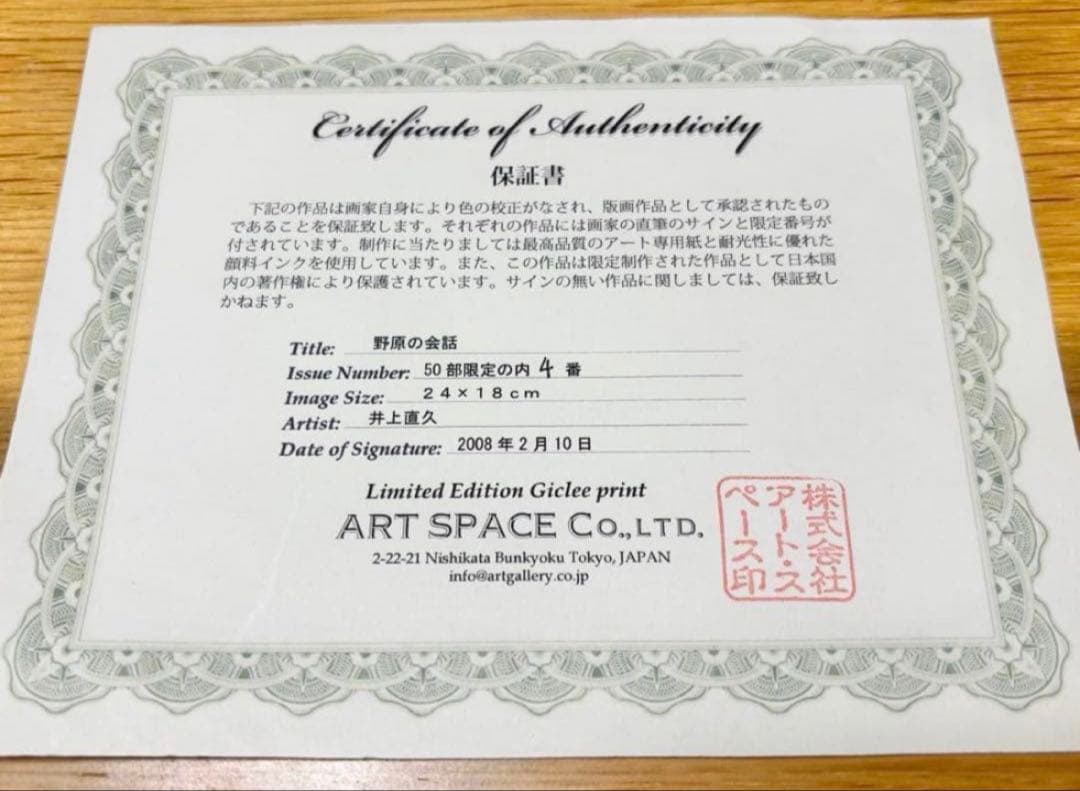 Certificate of Authenticity
保証書
下記の作品は画家自身により色の校正がなされ、版画作品として承認されたもの
であることを保証致します。それぞれの作品には画家の直筆のサインと限定番号が
付されています。制作に当たりましては最高品質のアート専用紙と耐光性に優れた
顔料インクを使用しています。また、この作品は限定制作された作品として日本国
内の著作権により保護されています。サインの無い作品に関しましては、保証致し
かねます。
Title: 野原の会話
Issue Number: 50部限定の内 4 番
Image Size: 24×18cm
Artist: 井上直久
Date of Signature: 2008年2月10日
Limited Edition Giclee print
ART SPACE CO.,LTD.
2-22-21 Nishikata Bunkyoku Tokyo, JAPAN
info@artgallery.co.jp
株式会社
アート・ス
ペース印